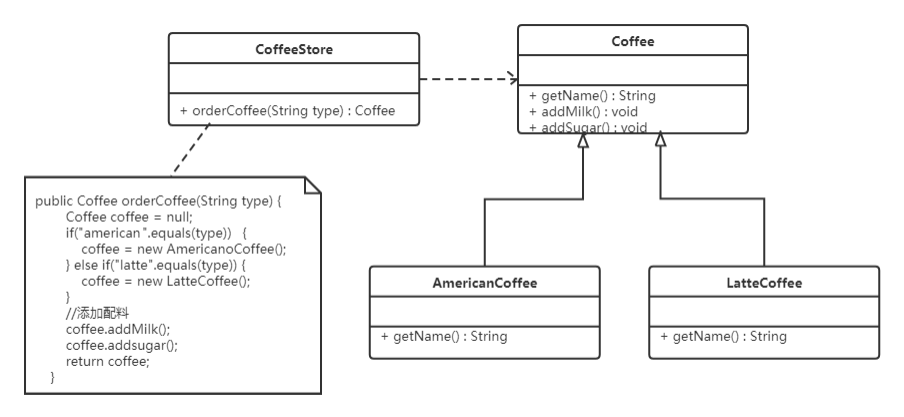 CoffeeStore
+ orderCoffee(String type) : Coffee
Coffee
+ getName() : String
+ addMilk() : void
+ addSugar() : void
public Coffee orderCoffee(String type) {
Coffee coffee = null;
if("american".equals(type)) {
coffee = new AmericanoCoffee();
} else if("latte".equals(type)) {
coffee = new LatteCoffee();
}
//添加配料
coffee.addMilk();
coffee.addsugar();
return coffee;
}
AmericanCoffee
+ getName() : String
LatteCoffee
+ getName() : String